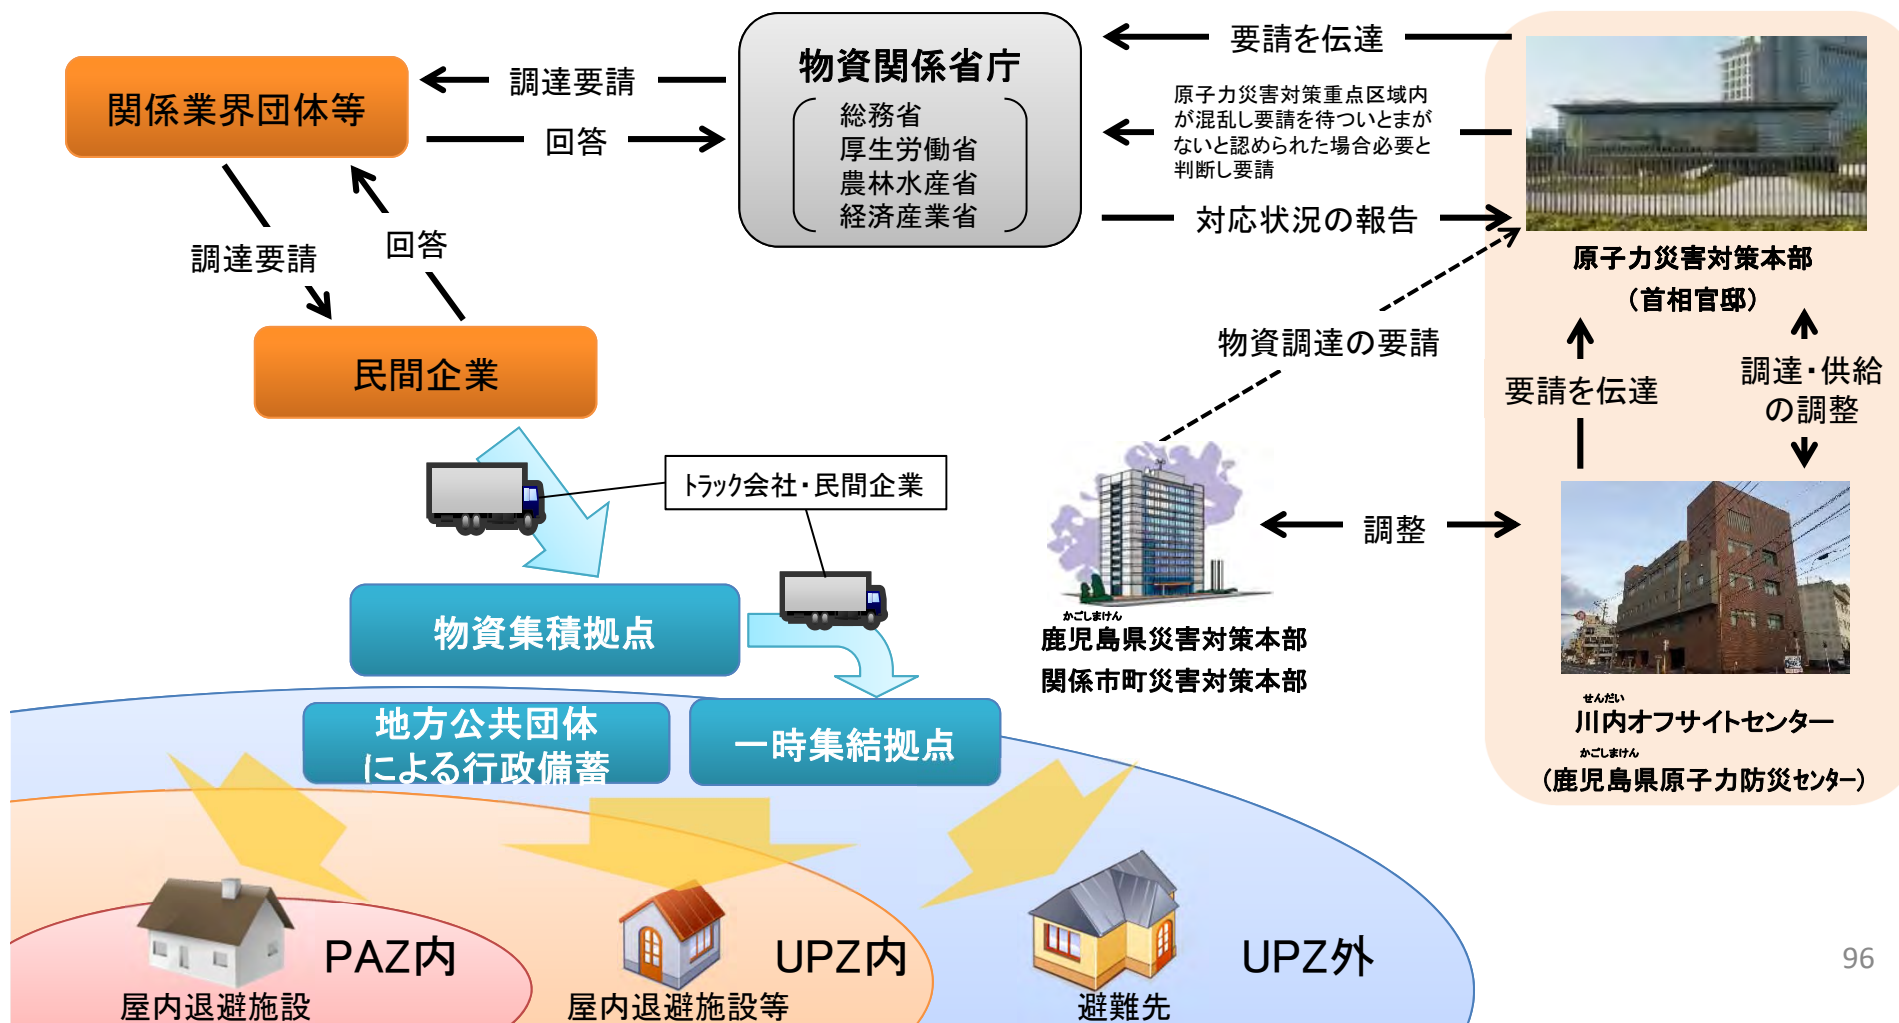 関係業界団体等
調達要請
回答
物資関係省庁
総務省
厚生労働省
農林水産省
経済産業省
要請を伝達
原子力災害対策重点区域内
が混乱し要請を待ついとまが
ないと認められた場合必要と
判断し要請
対応状況の報告
原子力災害対策本部
（首相官邸）
調達要請
回答
民間企業
物資調達の要請
要請を伝達
調達・供給
の調整
トラック会社・民間企業
調整
かごしまけん
鹿児島県災害対策本部
関係市町災害対策本部
せんだい
川内オフサイトセンター
かごしまけん
（鹿児島県原子力防災センター）
物資集積拠点
地方公共団体
による行政備蓄
一時集結拠点
PAZ内
屋内退避施設
UPZ内
屋内退避施設等
UPZ外
避難先
96